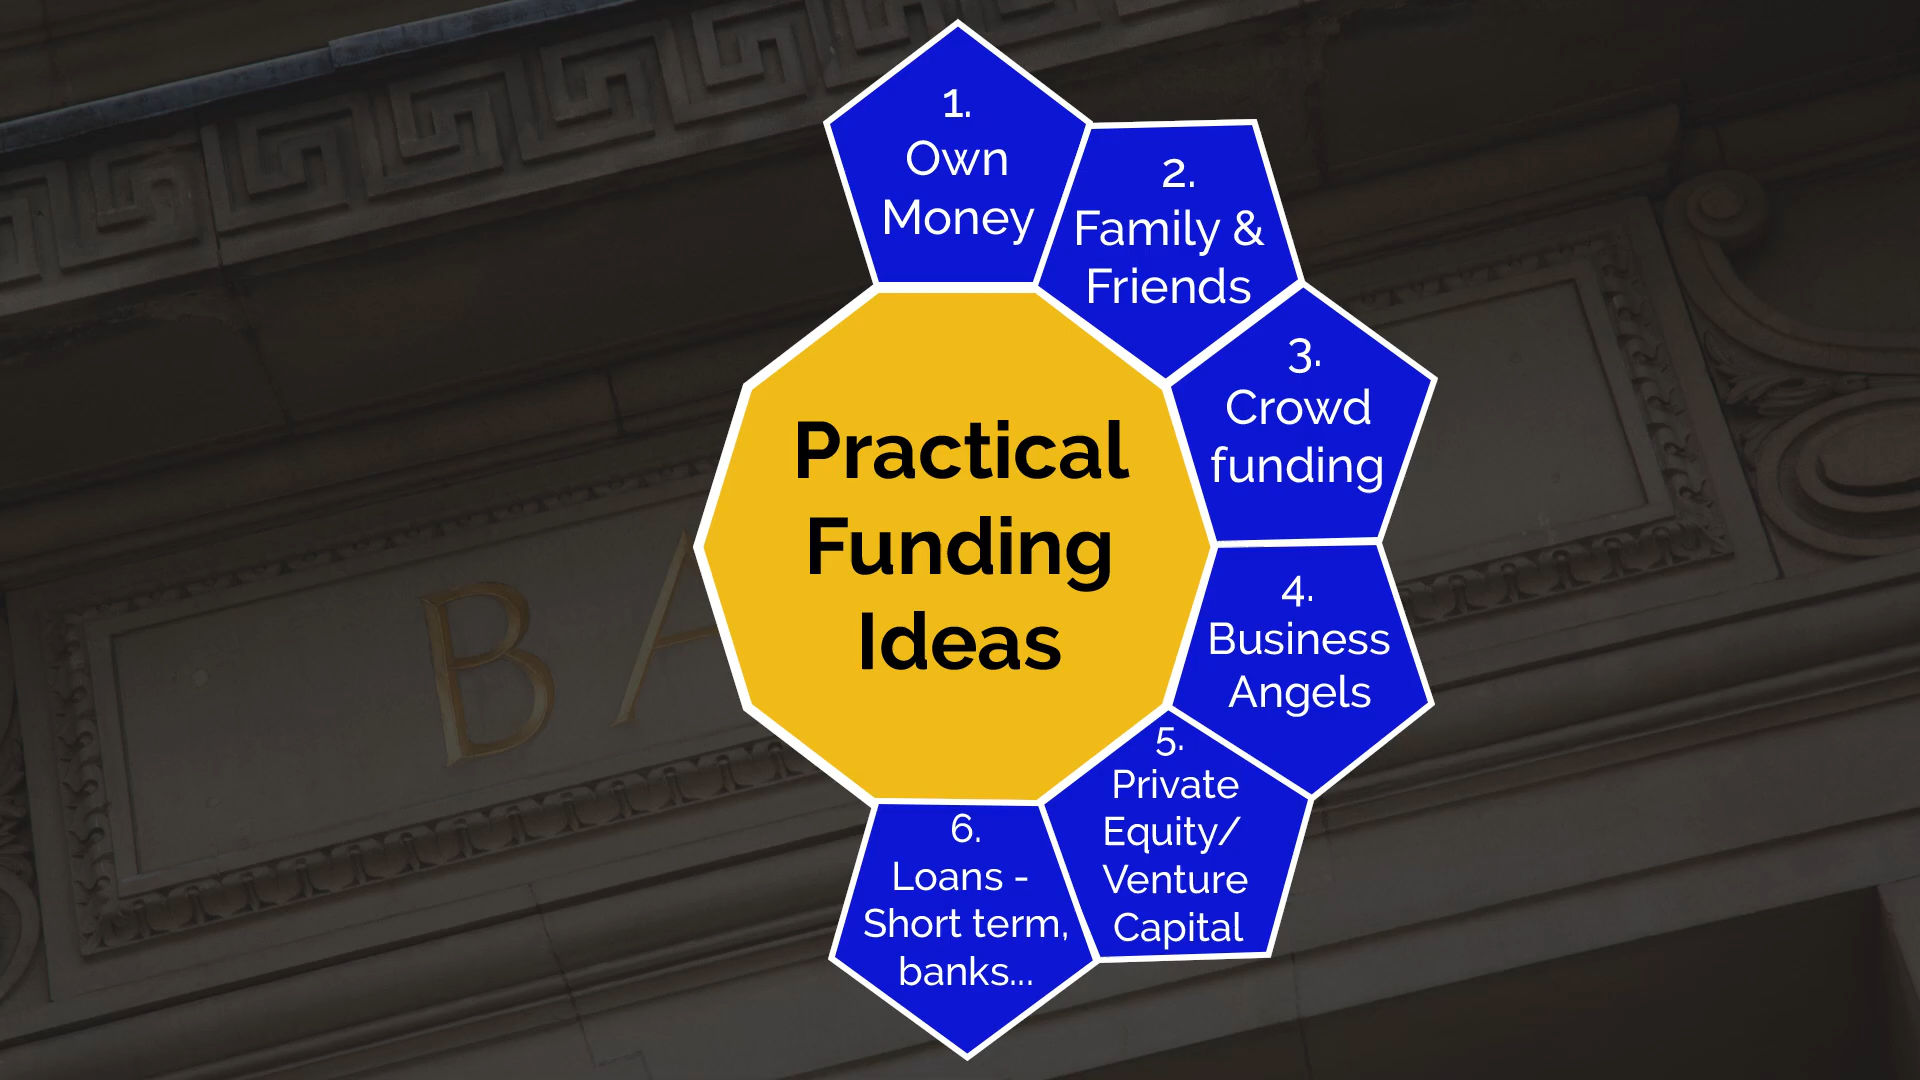 1.
Own
Money
2.
Family &
Friends
3.
Crowd
funding
4.
Business
Angels
5.
Private
Equity/
Venture
Capital
6.
Loans -
Short term,
banks...
Practical
Funding
Ideas
BA